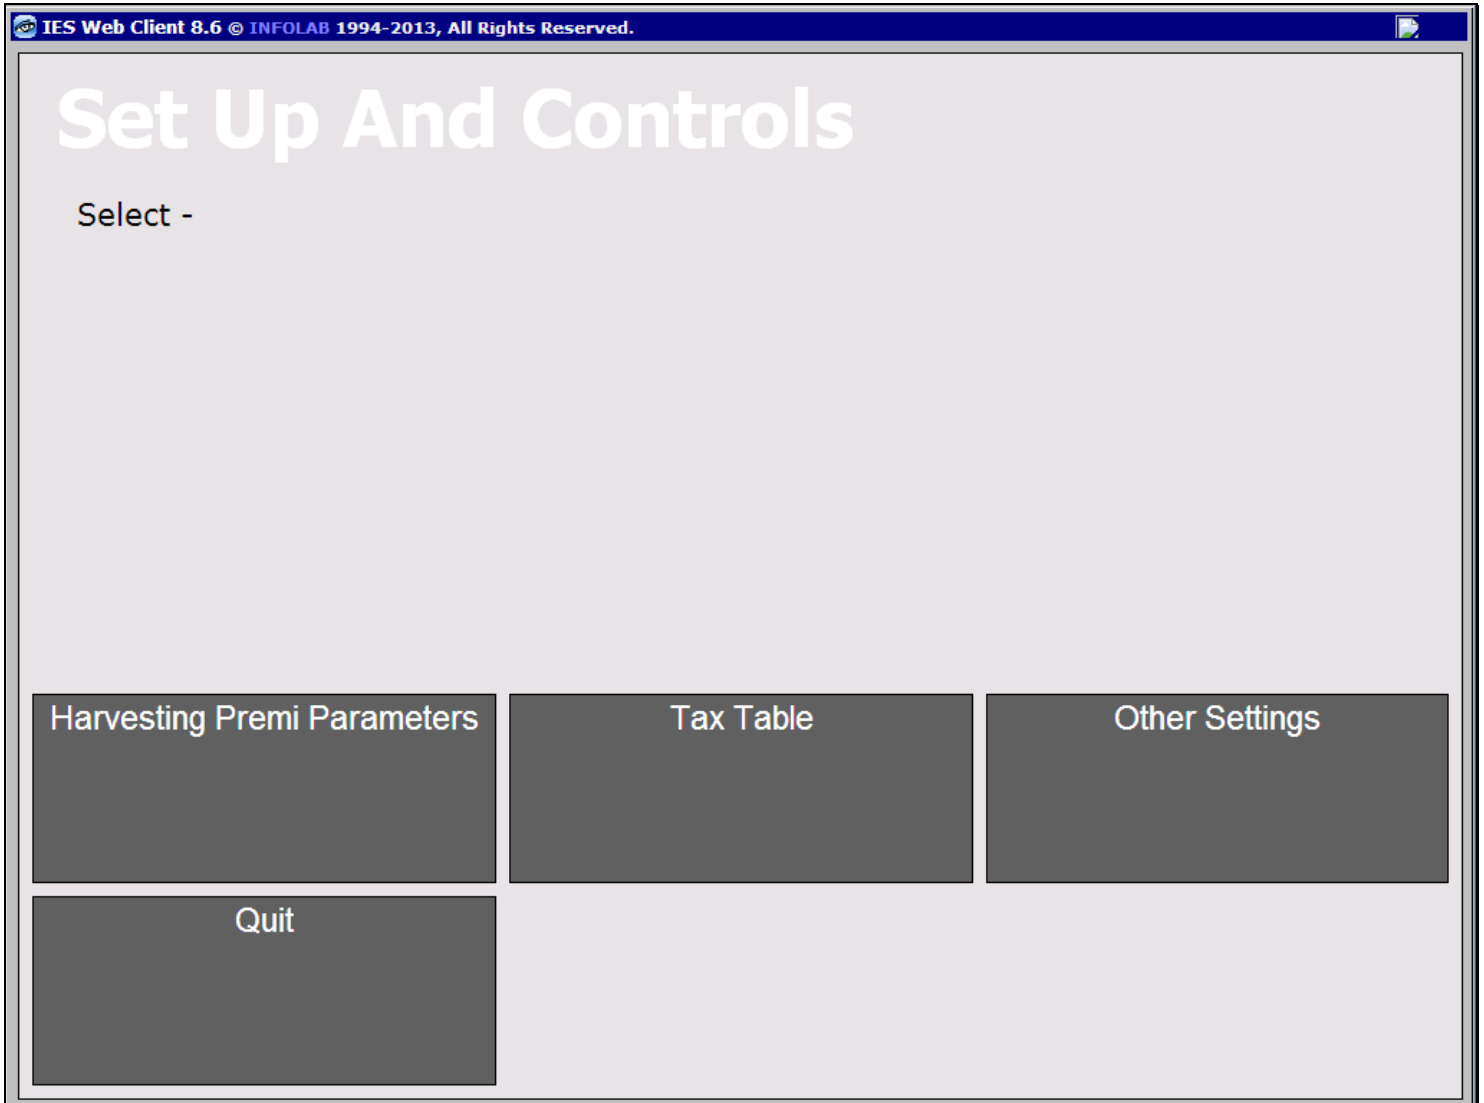 IES Web Client 8.6 © INFOLAB 1994-2013, All Rights Reserved.
Set Up And Controls
Select -
Harvesting Premi Parameters
Tax Table
Other Settings
Quit